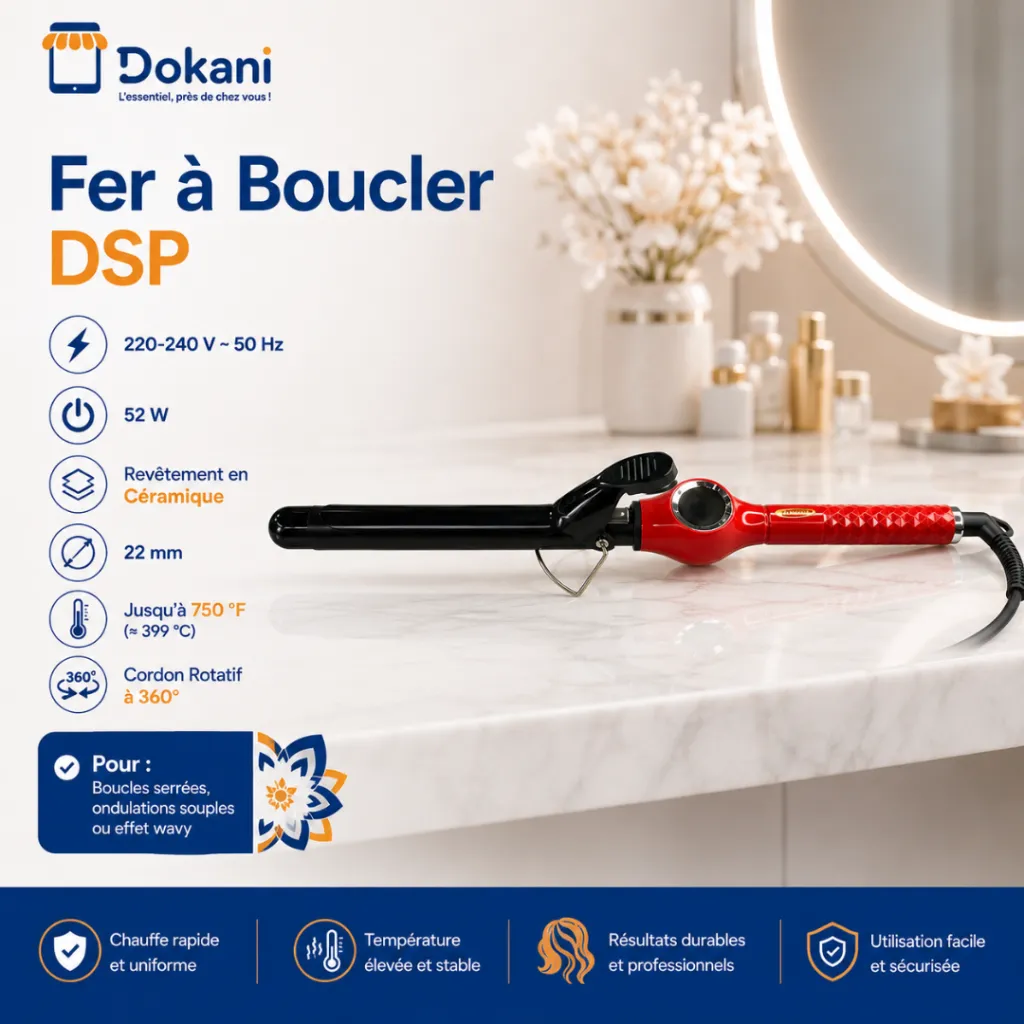 Dokani
L'essentiel, près de chez vous !
Fer à Boucler
DSP
220-240 V ~ 50 Hz
52 W
Revêtement en
Céramique
22 mm
Jusqu'à 750 °F
(≈ 399 °C)
360°
Cordon Rotatif
à 360°
Pour :
Boucles serrées,
ondulations souples
ou effet wavy
Chauffe rapide
et uniforme
Température
élevée et stable
Résultats durables
et professionnels
Utilisation facile
et sécurisée